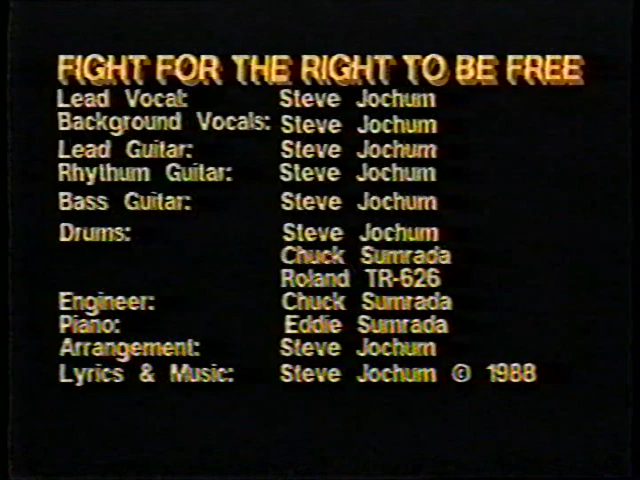 FIGHT FOR THE RIGHT TO BE FREE
Lead Vocal: Steve Jochum
Background Vocals: Steve Jochum
Lead Guitar: Steve Jochum
Rhythum Guitar: Steve Jochum
Bass Guitar: Steve Jochum
Drums: Steve Jochum
Chuck Sumrada
Roland TR-626
Engineer: Chuck Sumrada
Piano: Eddie Sumrada
Arrangement: Steve Jochum
Lyrics & Music: Steve Jochum © 1988